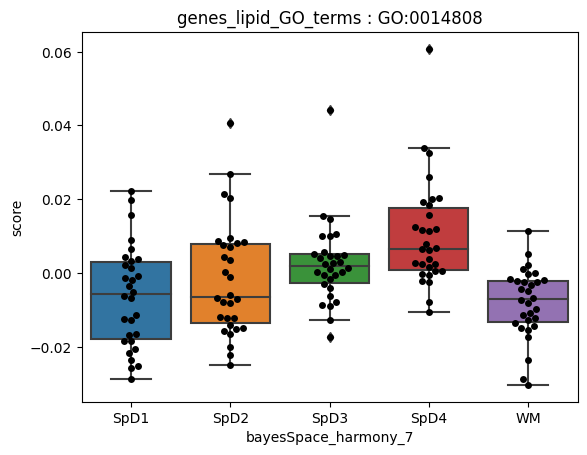 genes_lipid_GO_terms : GO:0014808
0.06
0.04
0.02
0.00
−0.02
score
SpD1 SpD2 SpD3 SpD4 WM
bayesSpace_harmony_7